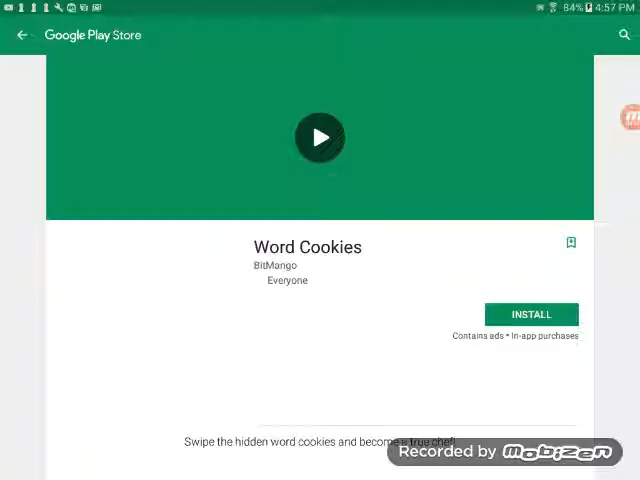 84% 4:57 PM
Google Play Store
Word Cookies
BitMango
Everyone
INSTALL
Contains ads • In-app purchases
Swipe the hidden word cookies and become a true chef!
Recorded by MOBIZEN